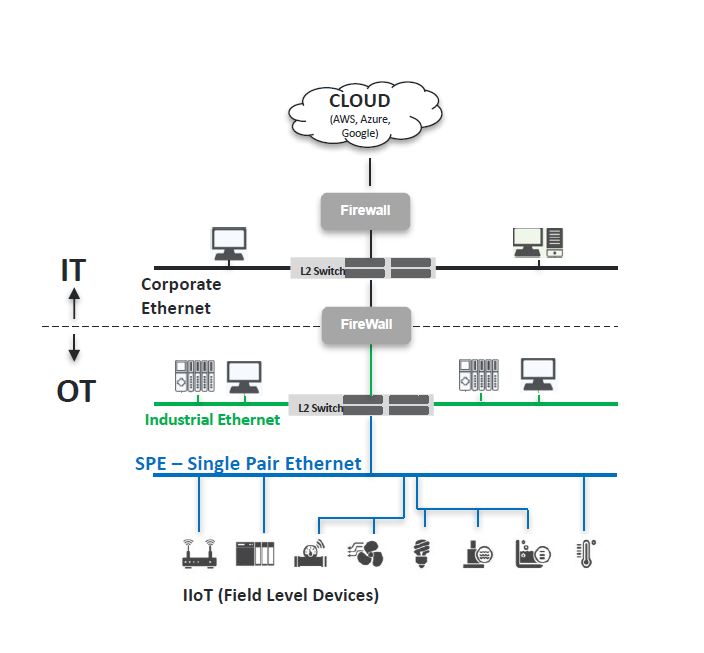 CLOUD
(AWS, Azure,
Google)
Firewall
L2 Switch
IT
Corporate
Ethernet
FireWall
OT
L2 Switch
Industrial Ethernet
SPE – Single Pair Ethernet
IIoT (Field Level Devices)